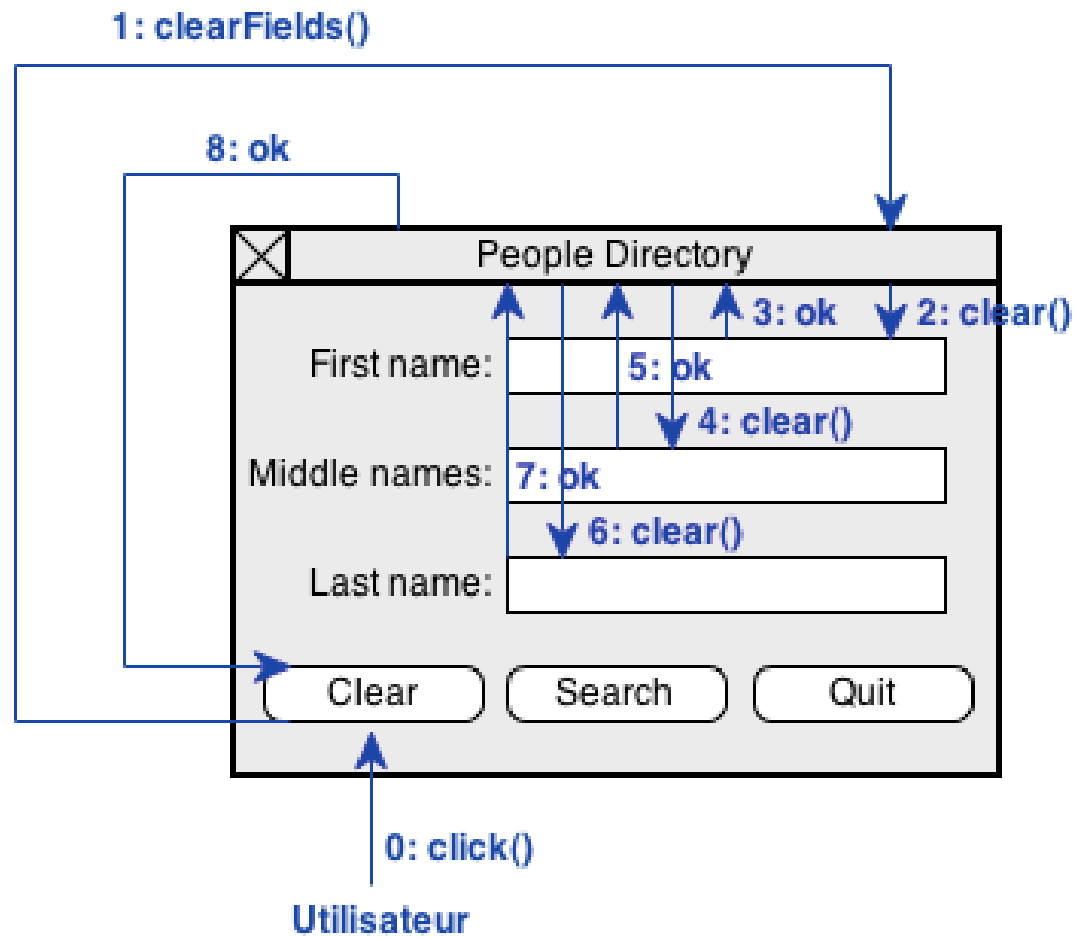 1: clearFields()
8: ok
People Directory
3: ok
2: clear()
First name:
5: ok
4: clear()
Middle names:
7: ok
6: clear()
Last name:
Clear
Search
Quit
0: click()
Utilisateur